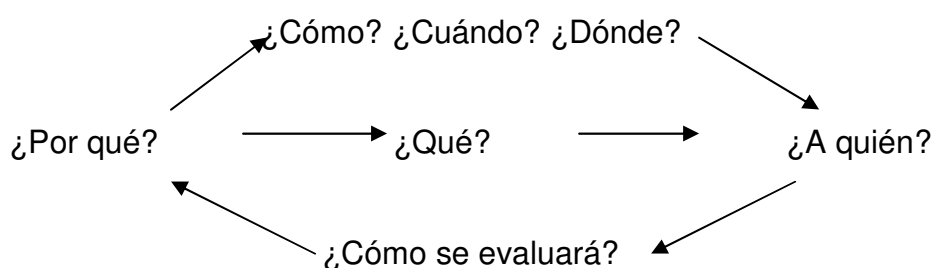 ¿Cómo? ¿Cuándo? ¿Dónde?
¿Por qué? ¿Qué? ¿A quién?
¿Cómo se evaluará?